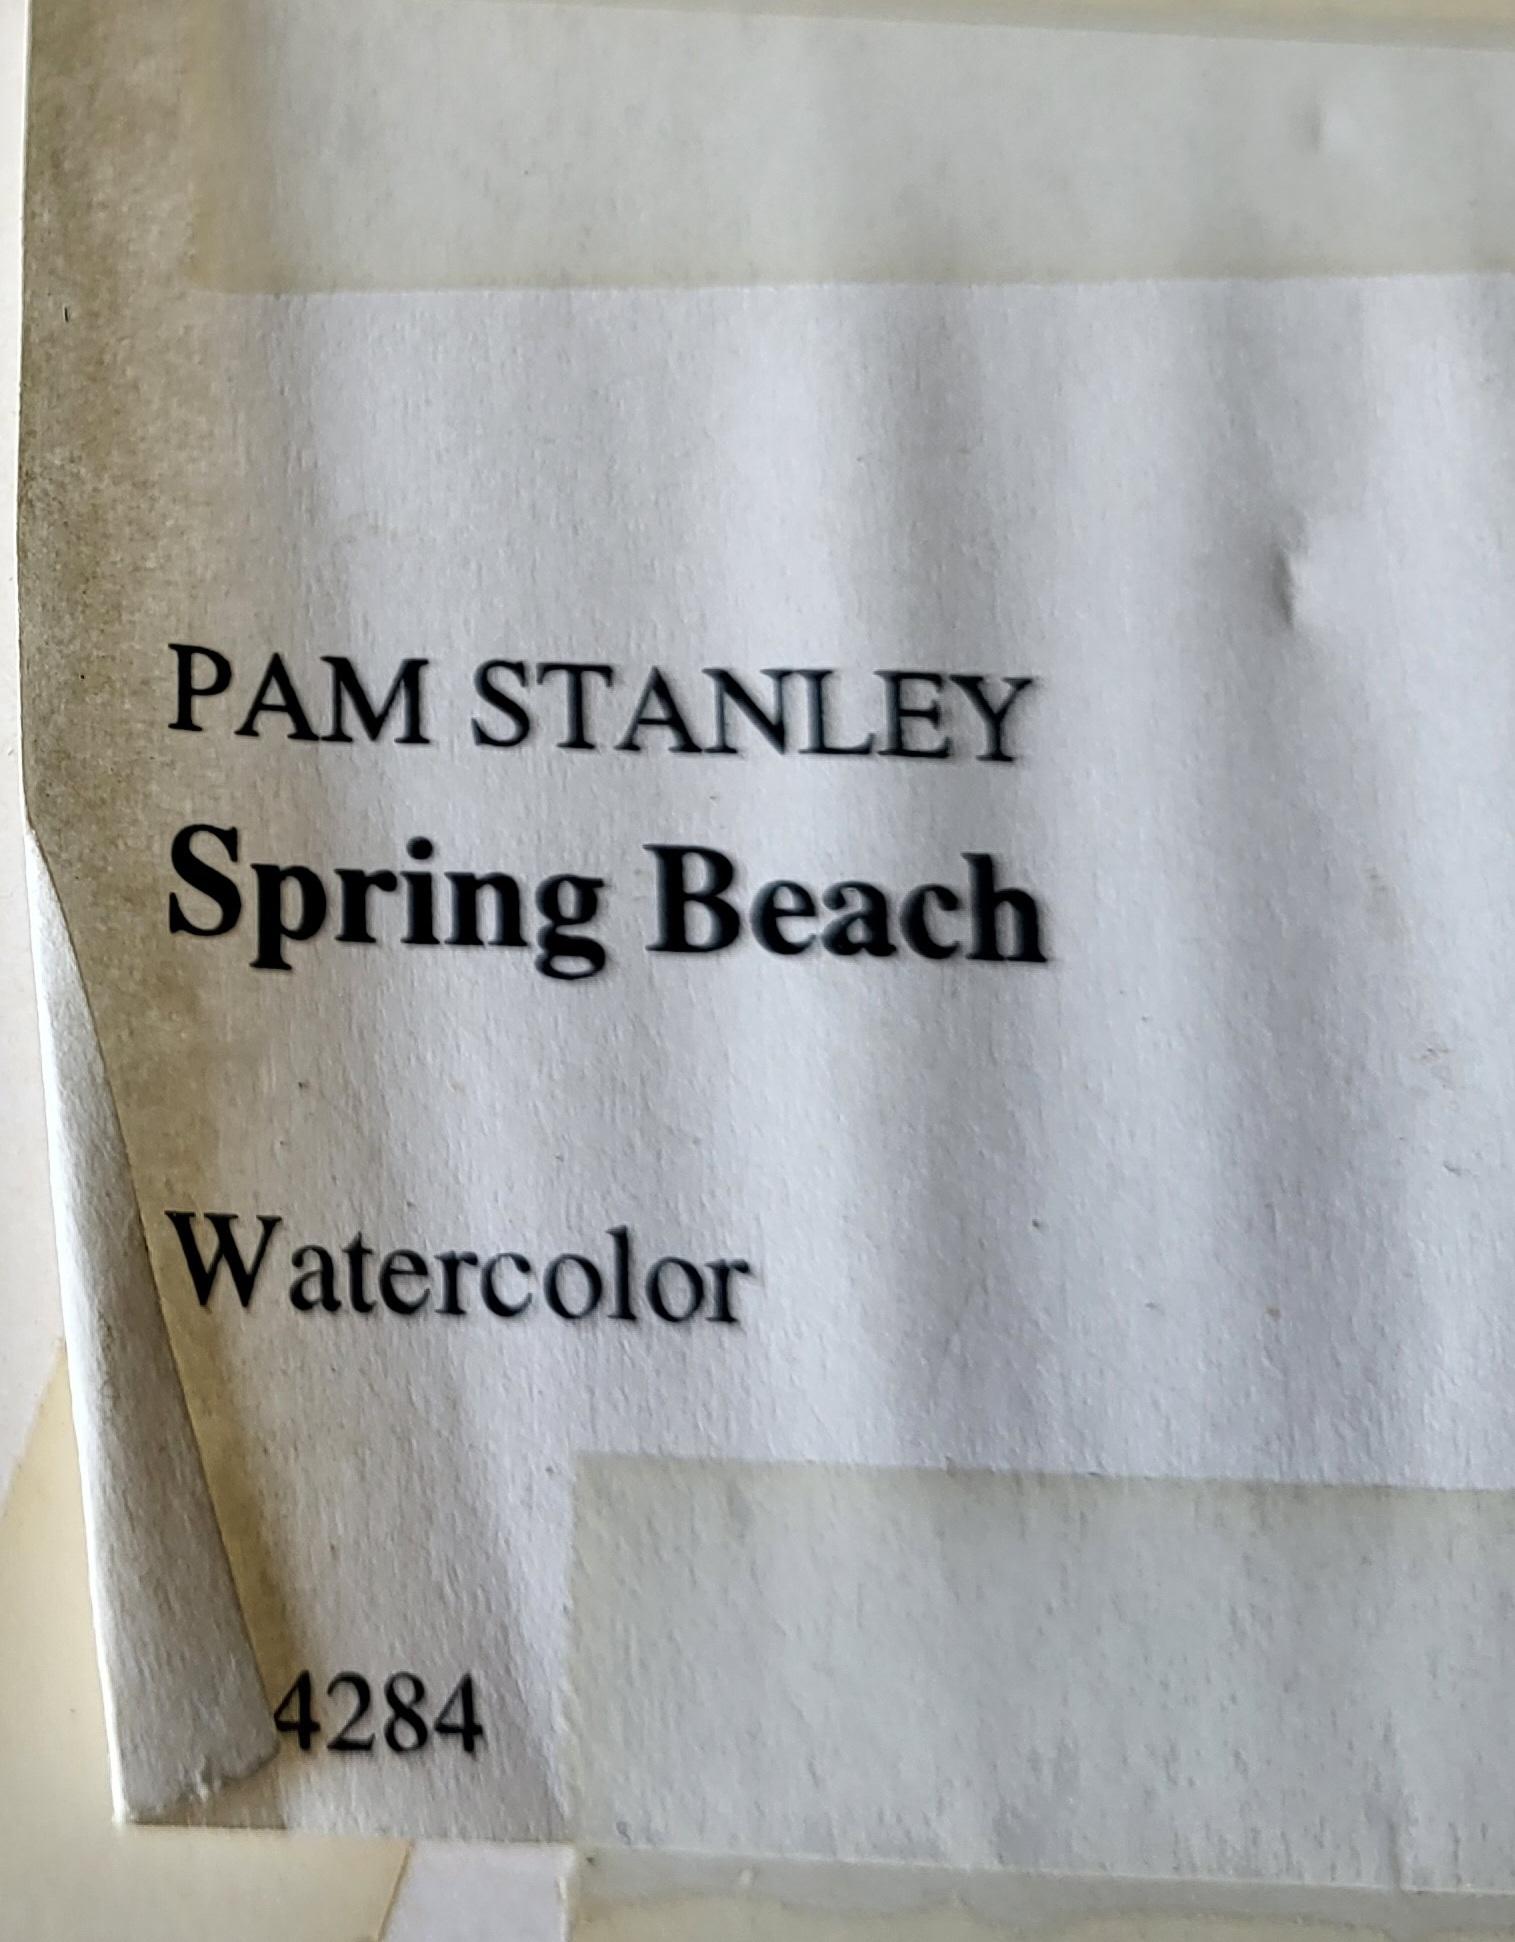 PAM STANLEY
Spring Beach
Watercolor
4284